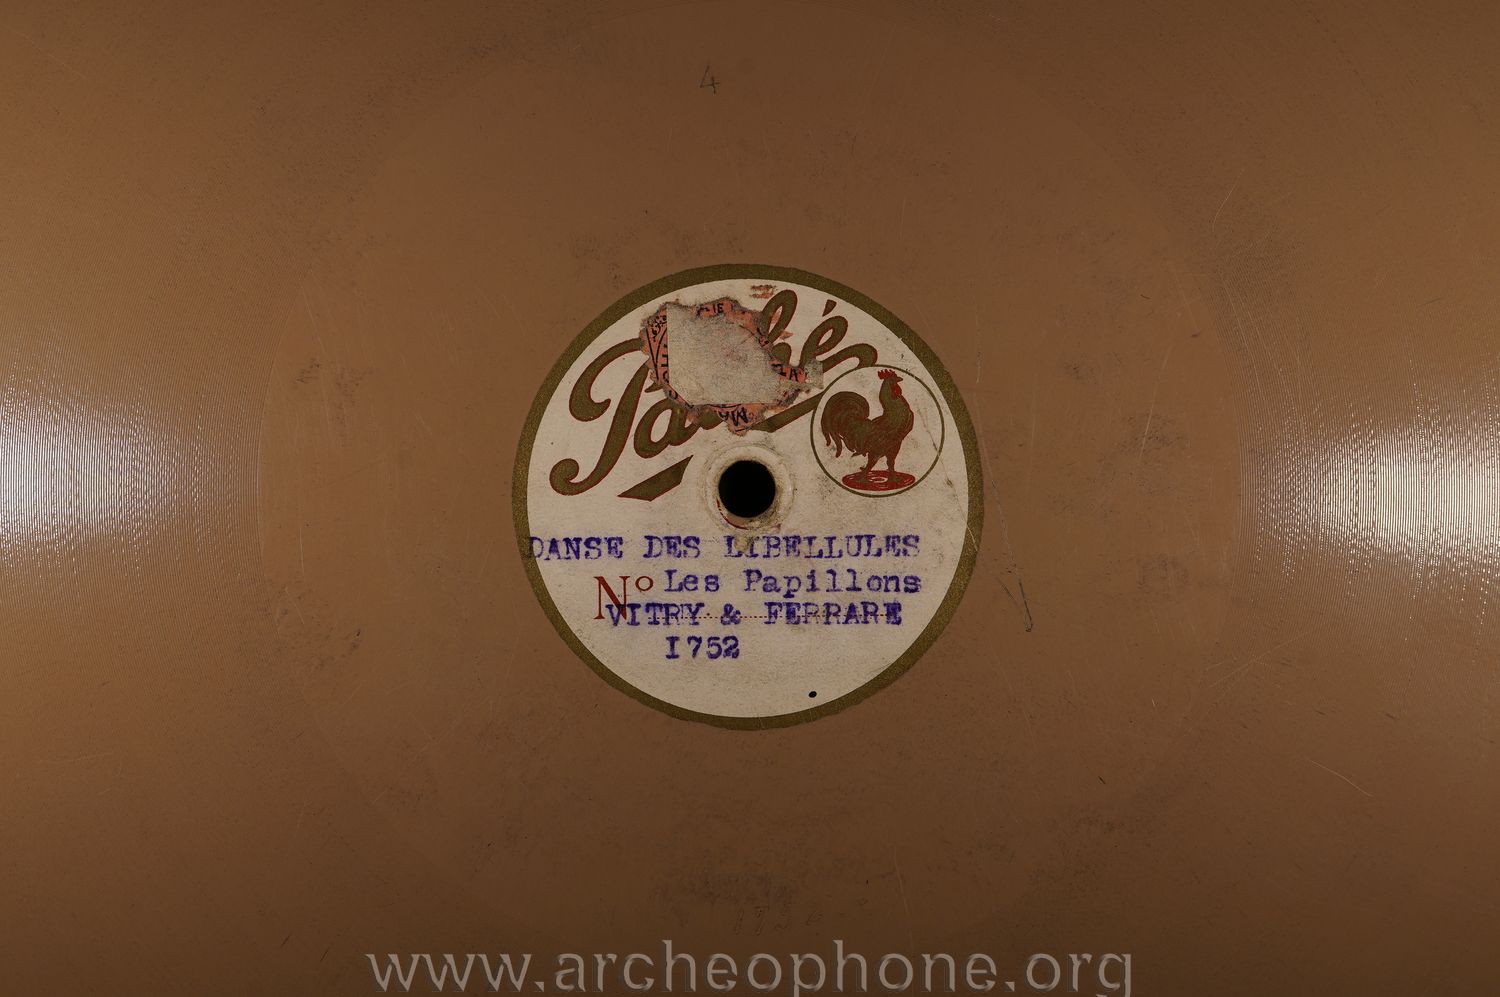 4
Pathé
DANSE DES LIBELLULES
Nº Les Papillons
VITRY & FERRARE
1752
www.archeophone.org